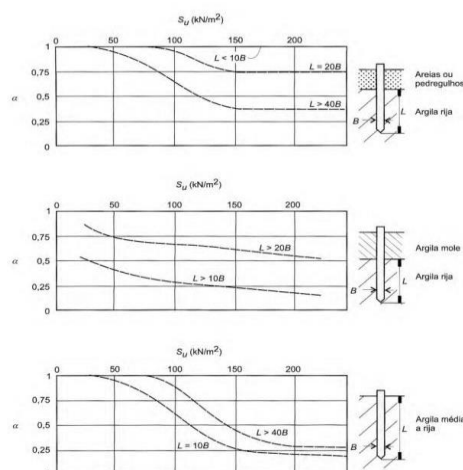 Su (kN/m²)
0 50 100 150 200
1
0,75
0,5
0,25
0
α
L < 10B
L = 20B
L > 40B
Areias ou
pedregulhos
Argila rija
B
L
Su (kN/m²)
0 50 100 150 200
1
0,75
0,5
0,25
0
α
L > 20B
L > 10B
Argila mole
Argila rija
B
L
Su (kN/m²)
0 50 100 150 200
1
0,75
0,5
0,25
α
L > 40B
L = 10B
Argila média
a rija
B
L